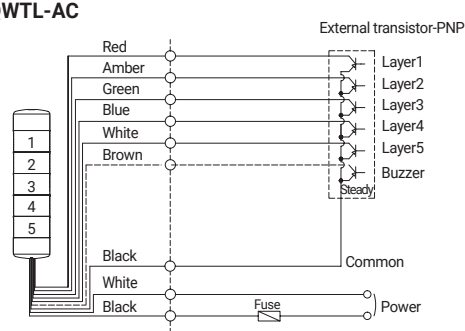 WTL-AC
External transistor-PNP
Red
Layer1
Amber
Layer2
Green
Layer3
Blue
Layer4
White
Layer5
Brown
Buzzer
Steady
1
2
3
4
5
Black
Common
White
Black
Fuse
Power